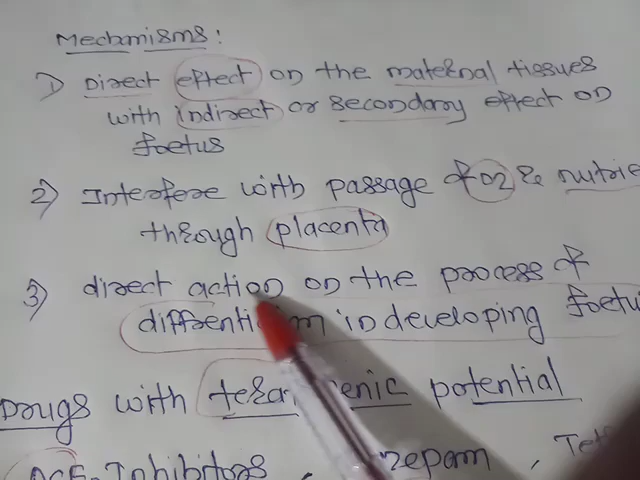 Mechanisms:
1) Direct effect on the maternal tissues
with indirect or secondary effect on
foetus
2) Interfere with passage of O2 & nutrie
through placenta
3) direct action on the process of
in developing foetu
Drugs with potential
ACE-Inhibitors, zepam, Tet